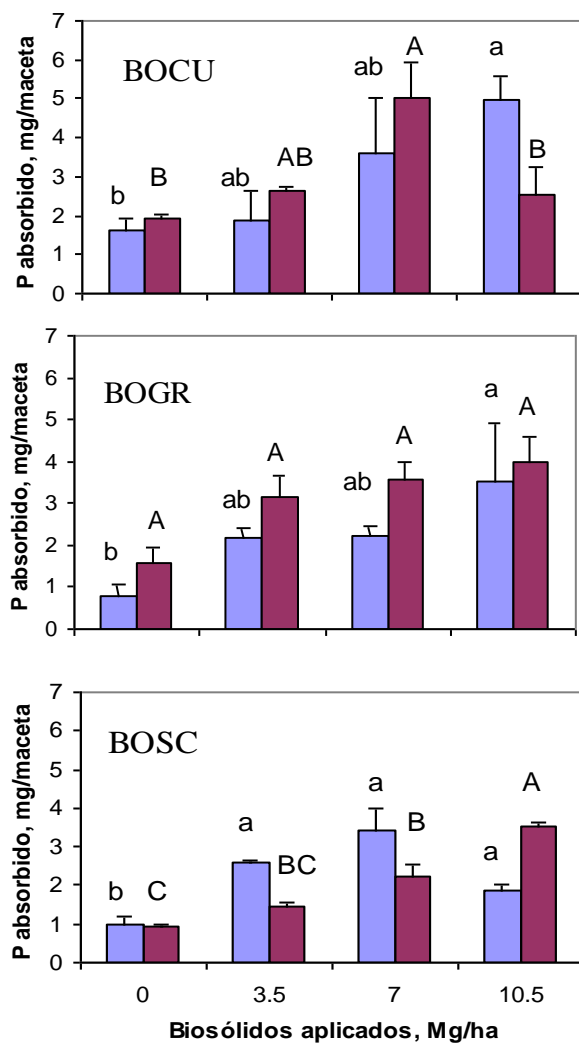 7
6
5
4
3
2
1
0
P absorbido, mg/maceta
BOCU
b
B
ab
AB
ab
A
a
B
7
6
5
4
3
2
1
0
P absorbido, mg/maceta
BOGR
b
A
ab
A
ab
A
a
A
7
6
5
4
3
2
1
0
P absorbido, mg/maceta
BOSC
b
C
a
BC
a
B
a
A
0 3.5 7 10.5
Biosólidos aplicados, Mg/ha